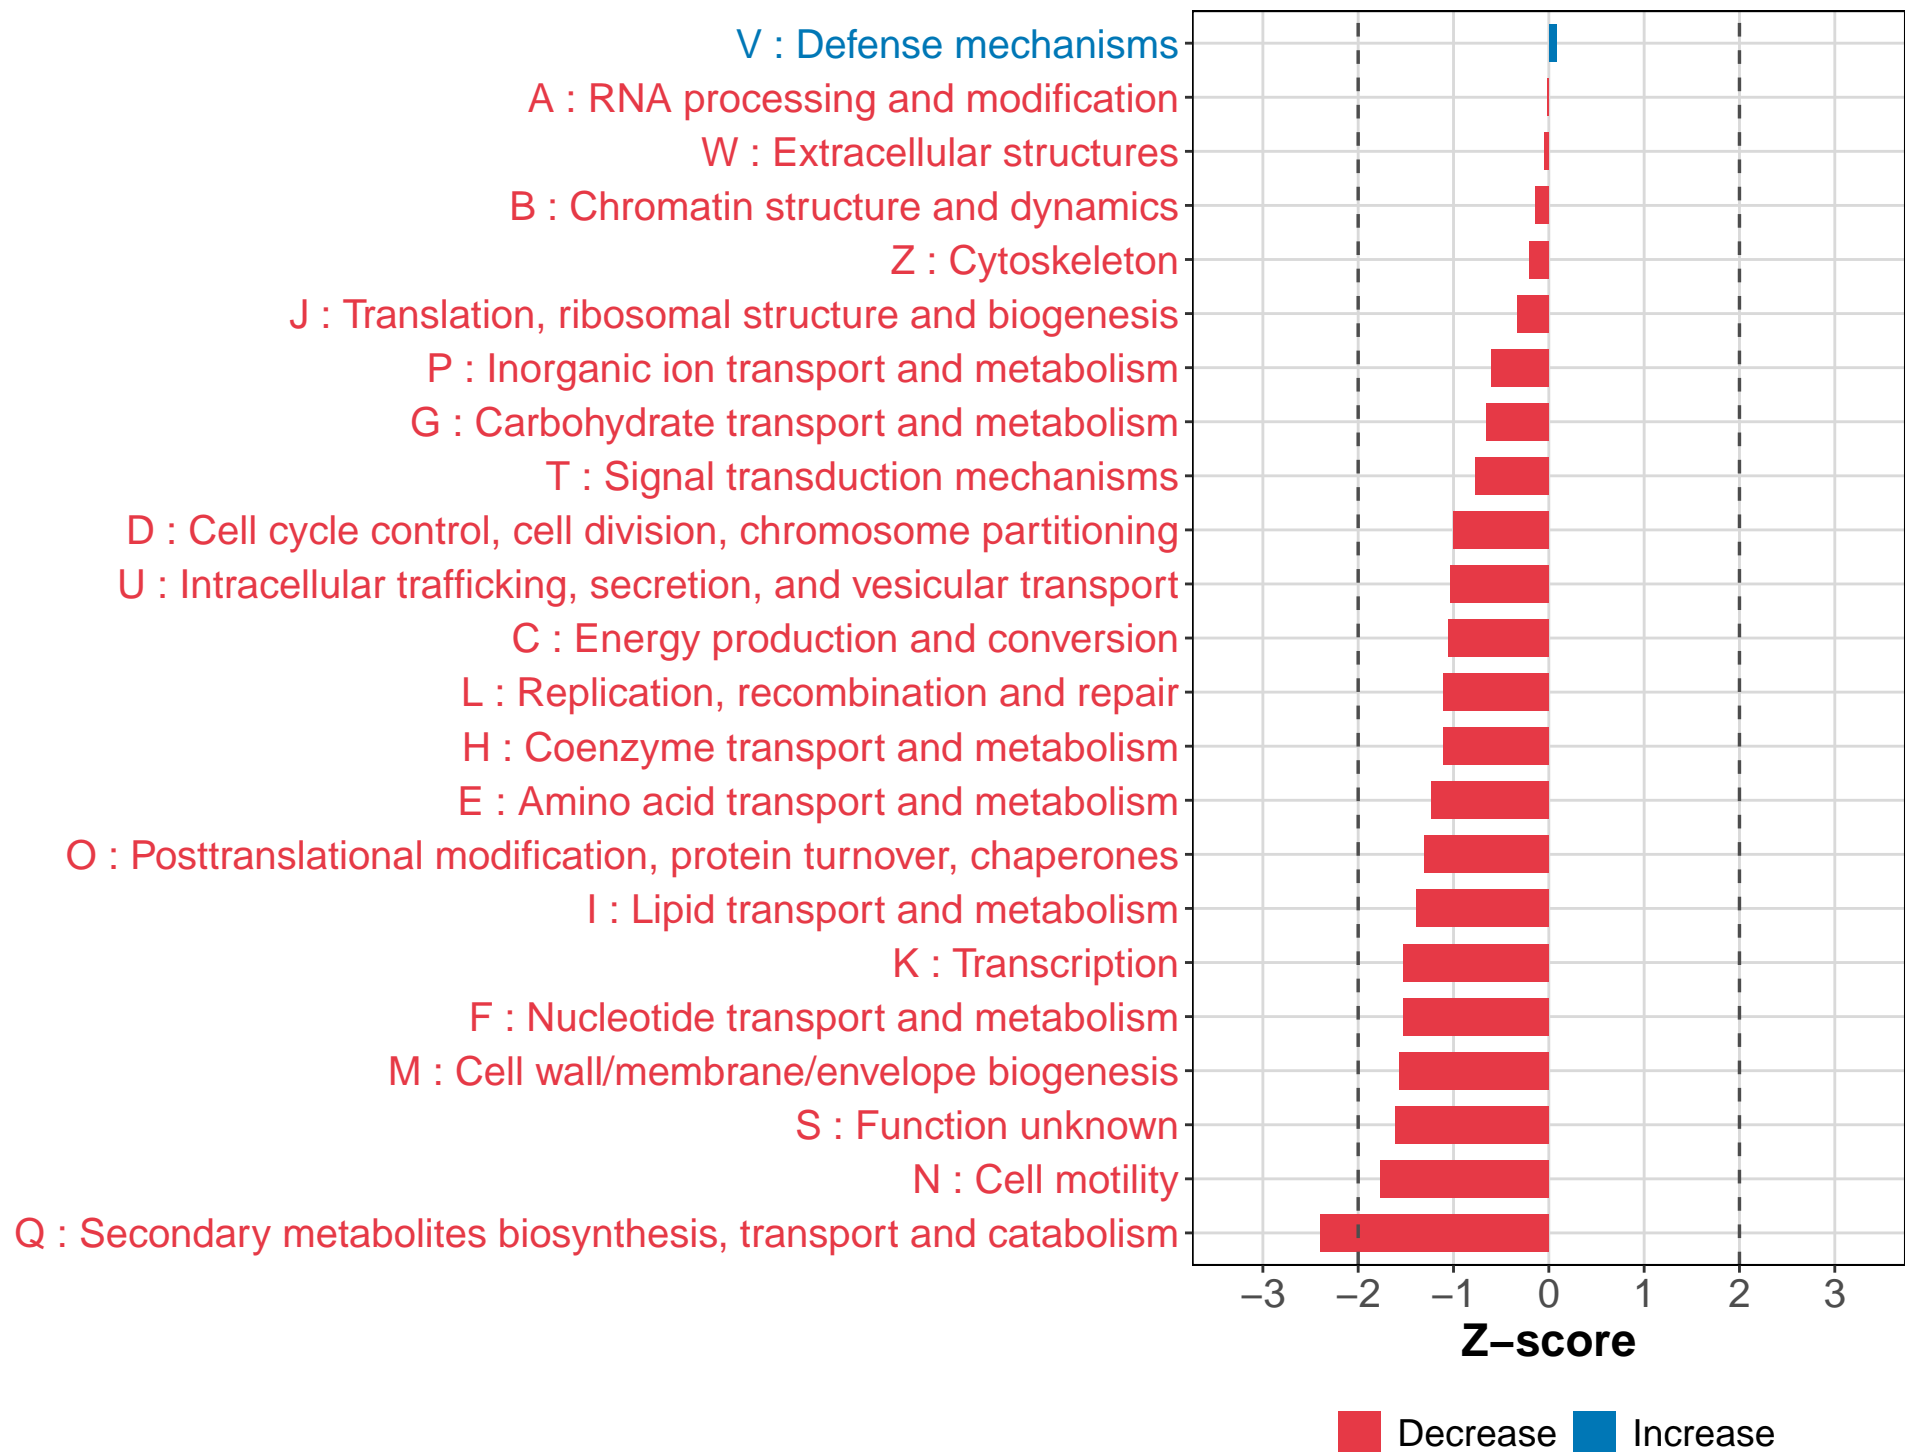 V : Defense mechanisms
A : RNA processing and modification
W : Extracellular structures
B : Chromatin structure and dynamics
Z : Cytoskeleton
J : Translation, ribosomal structure and biogenesis
P : Inorganic ion transport and metabolism
G : Carbohydrate transport and metabolism
T : Signal transduction mechanisms
D : Cell cycle control, cell division, chromosome partitioning
U : Intracellular trafficking, secretion, and vesicular transport
C : Energy production and conversion
L : Replication, recombination and repair
H : Coenzyme transport and metabolism
E : Amino acid transport and metabolism
O : Posttranslational modification, protein turnover, chaperones
I : Lipid transport and metabolism
K : Transcription
F : Nucleotide transport and metabolism
M : Cell wall/membrane/envelope biogenesis
S : Function unknown
N : Cell motility
Q : Secondary metabolites biosynthesis, transport and catabolism
−3 −2 −1 0 1 2 3
Z−score
Decrease Increase